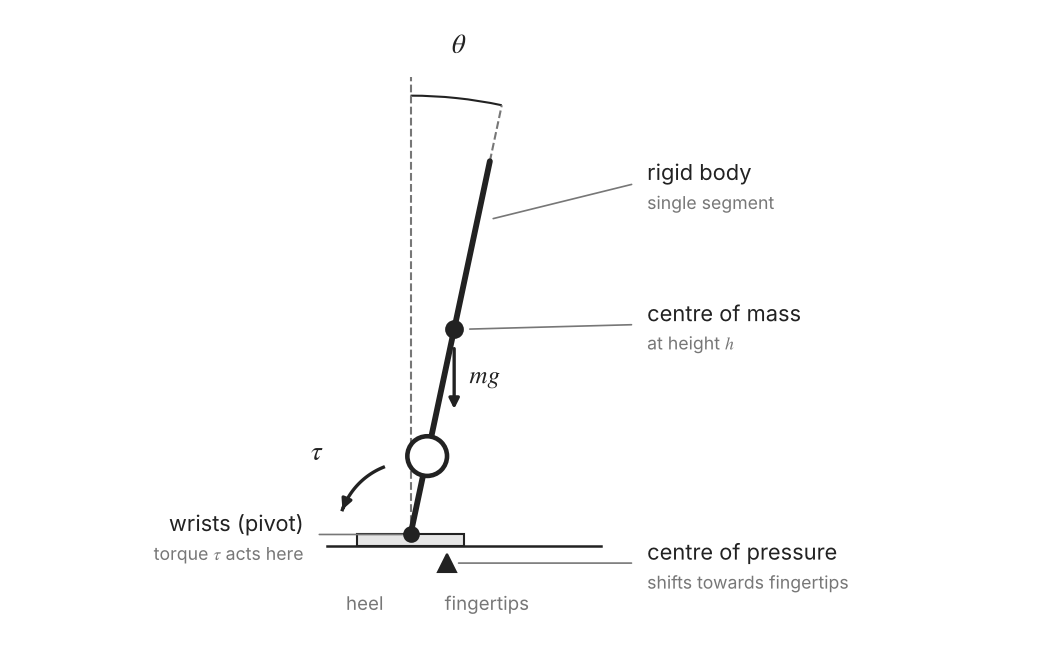 θ
rigid body
single segment
centre of mass
at height h
mg
τ
wrists (pivot)
torque τ acts here
centre of pressure
shifts towards fingertips
heel
fingertips